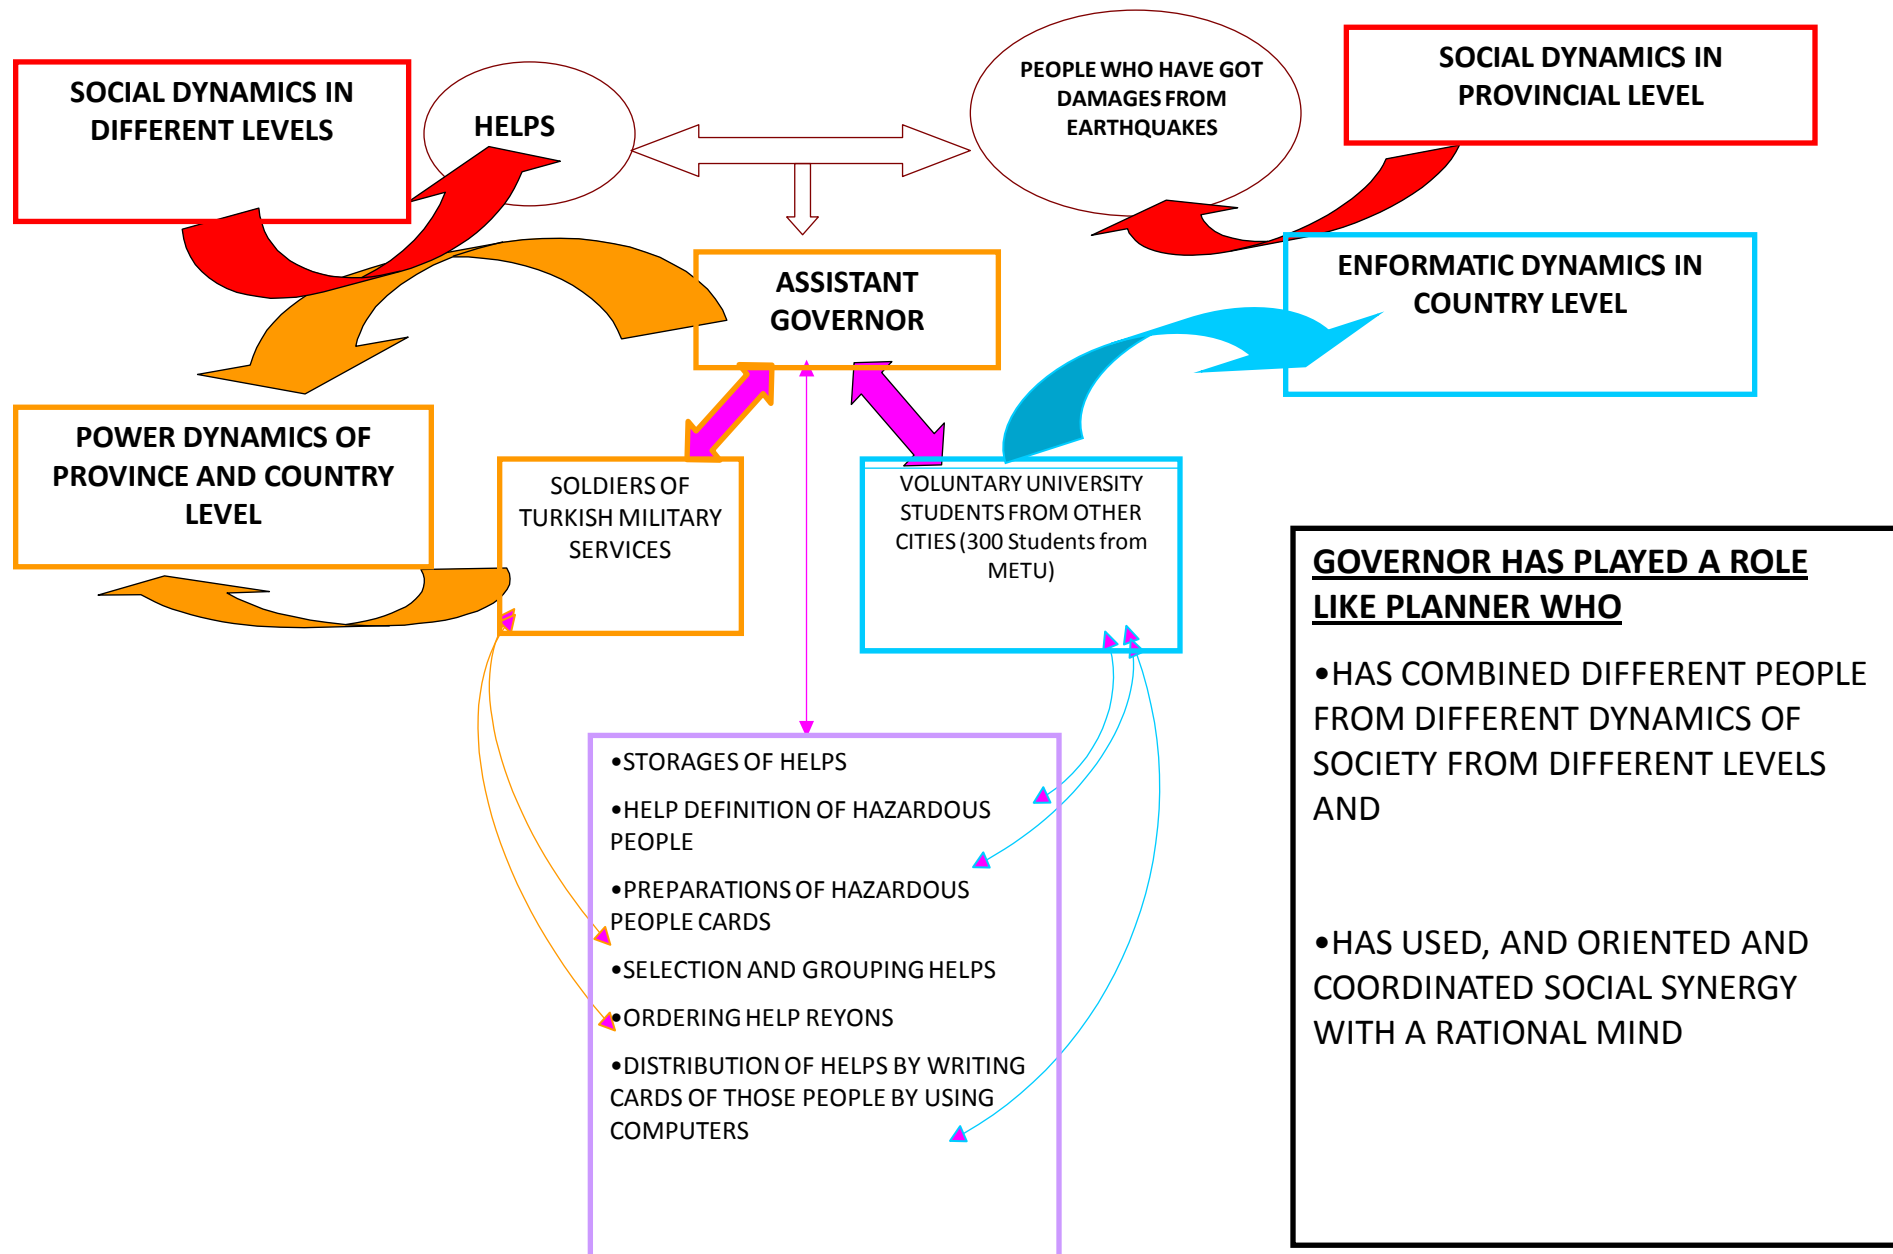 SOCIAL DYNAMICS IN
DIFFERENT LEVELS
HELPS
PEOPLE WHO HAVE GOT
DAMAGES FROM
EARTHQUAKES
SOCIAL DYNAMICS IN
PROVINCIAL LEVEL
ASSISTANT
GOVERNOR
ENFORMATIC DYNAMICS IN
COUNTRY LEVEL
POWER DYNAMICS OF
PROVINCE AND COUNTRY
LEVEL
SOLDIERS OF
TURKISH MILITARY
SERVICES
VOLUNTARY UNIVERSITY
STUDENTS FROM OTHER
CITIES (300 Students from
METU)
GOVERNOR HAS PLAYED A ROLE
LIKE PLANNER WHO
•HAS COMBINED DIFFERENT PEOPLE
FROM DIFFERENT DYNAMICS OF
SOCIETY FROM DIFFERENT LEVELS
AND
•HAS USED, AND ORIENTED AND
COORDINATED SOCIAL SYNERGY
WITH A RATIONAL MIND
•STORAGES OF HELPS
•HELP DEFINITION OF HAZARDOUS
PEOPLE
•PREPARATIONS OF HAZARDOUS
PEOPLE CARDS
•SELECTION AND GROUPING HELPS
•ORDERING HELP REYONS
•DISTRIBUTION OF HELPS BY WRITING
CARDS OF THOSE PEOPLE BY USING
COMPUTERS